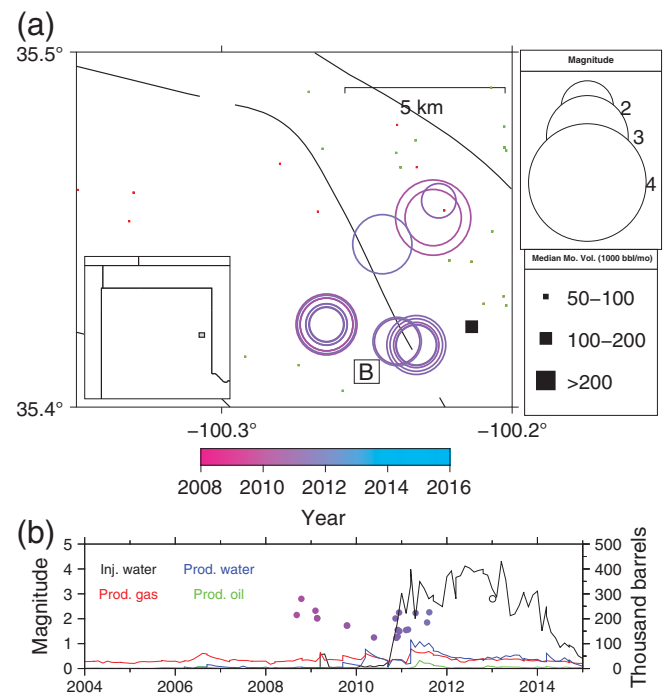 (a)
35.5°
5 km
35.4°
B
−100.3°
−100.2°
Magnitude
2
3
4
Median Mo. Vol. (1000 bbl/mo)
50−100
100−200
>200
2008 2010 2012 2014 2016
Year
(b)
Magnitude
5
4
3
2
1
0
Inj. water
Prod. water
Prod. gas
Prod. oil
500
400
300
200
100
0
Thousand barrels
2004 2006 2008 2010 2012 2014